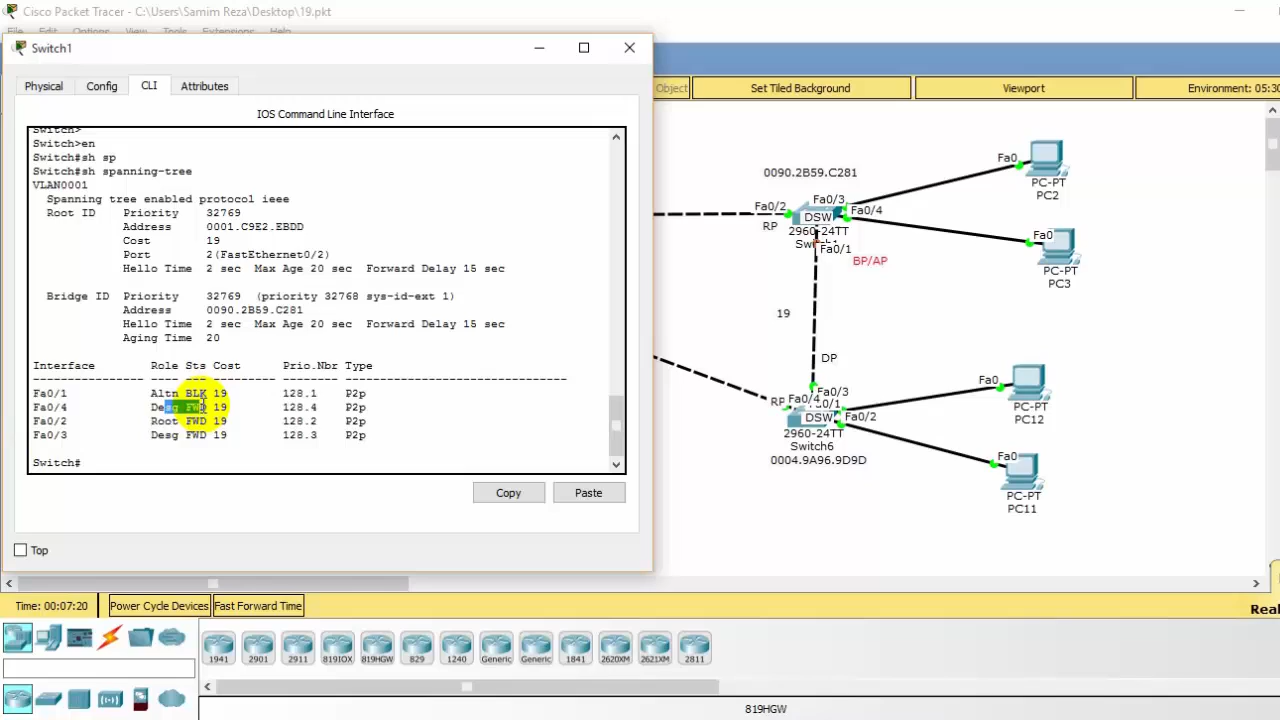 Cisco Packet Tracer - C:\Users\Samim Reza\Desktop\19.pkt
File Edit Options View Tools Extensions Help
Switch1
Physical Config CLI Attributes
IOS Command Line Interface
Switch>
Switch>en
Switch#sh sp
Switch#sh spanning-tree
VLAN0001
Spanning tree enabled protocol ieee
Root ID Priority 32769
Address 0001.C9E2.EBDD
Cost 19
Port 2(FastEthernet0/2)
Hello Time 2 sec Max Age 20 sec Forward Delay 15 sec
Bridge ID Priority 32769 (priority 32768 sys-id-ext 1)
Address 0090.2B59.C281
Hello Time 2 sec Max Age 20 sec Forward Delay 15 sec
Aging Time 20
Interface Role Sts Cost Prio.Nbr Type
---------------- ---- --- --------- -------- --------------------------------
Fa0/1 Altn BLK 19 128.1 P2p
Fa0/4 Desg FWD 19 128.4 P2p
Fa0/2 Root FWD 19 128.2 P2p
Fa0/3 Desg FWD 19 128.3 P2p
Switch#
Copy Paste
Top
Object Set Tiled Background Viewport Environment: 05:30
0090.2B59.C281
Fa0/2
RP
Fa0/3
DSW
Fa0/4
2960-24TT
Fa0/1
BP/AP
Fa0
PC-PT
PC2
Fa0
PC-PT
PC3
19
DP
Fa0/3
RP
Fa0/4
DSW
Fa0/2
2960-24TT
Switch6
0004.9A96.9D9D
Fa0
PC-PT
PC12
Fa0
PC-PT
PC11
Time: 00:07:20 Power Cycle Devices Fast Forward Time
1941 2901 2911 819IOX 819HGW 829 1240 Generic Generic 1841 2620XM 2621XM 2811
819HGW